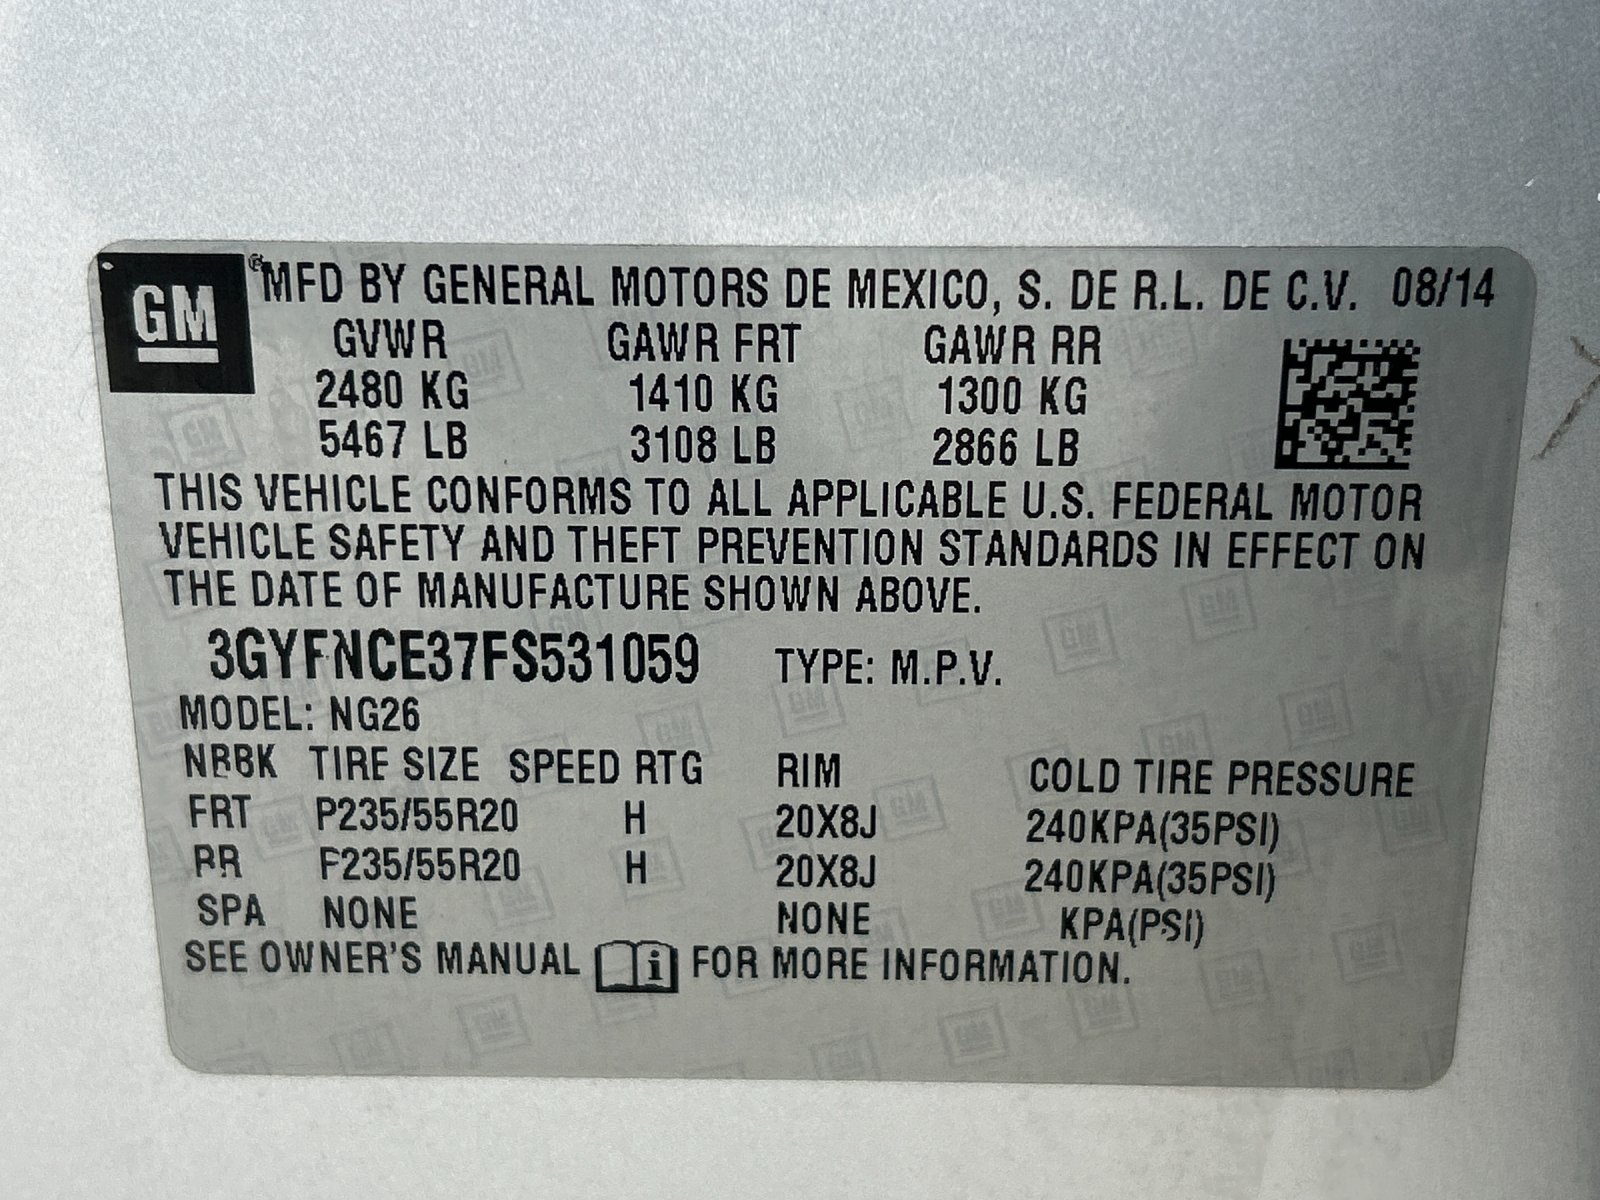 GM
® MFD BY GENERAL MOTORS DE MEXICO, S. DE R.L. DE C.V. 08/14
GVWR GAWR FRT GAWR RR
2480 KG 1410 KG 1300 KG
5467 LB 3108 LB 2866 LB
THIS VEHICLE CONFORMS TO ALL APPLICABLE U.S. FEDERAL MOTOR
VEHICLE SAFETY AND THEFT PREVENTION STANDARDS IN EFFECT ON
THE DATE OF MANUFACTURE SHOWN ABOVE.
3GYFNCE37FS531059 TYPE: M.P.V.
MODEL: NG26
NBBK TIRE SIZE SPEED RTG RIM COLD TIRE PRESSURE
FRT P235/55R20 H 20X8J 240KPA(35PSI)
RR P235/55R20 H 20X8J 240KPA(35PSI)
SPA NONE NONE KPA(PSI)
SEE OWNER'S MANUAL i FOR MORE INFORMATION.